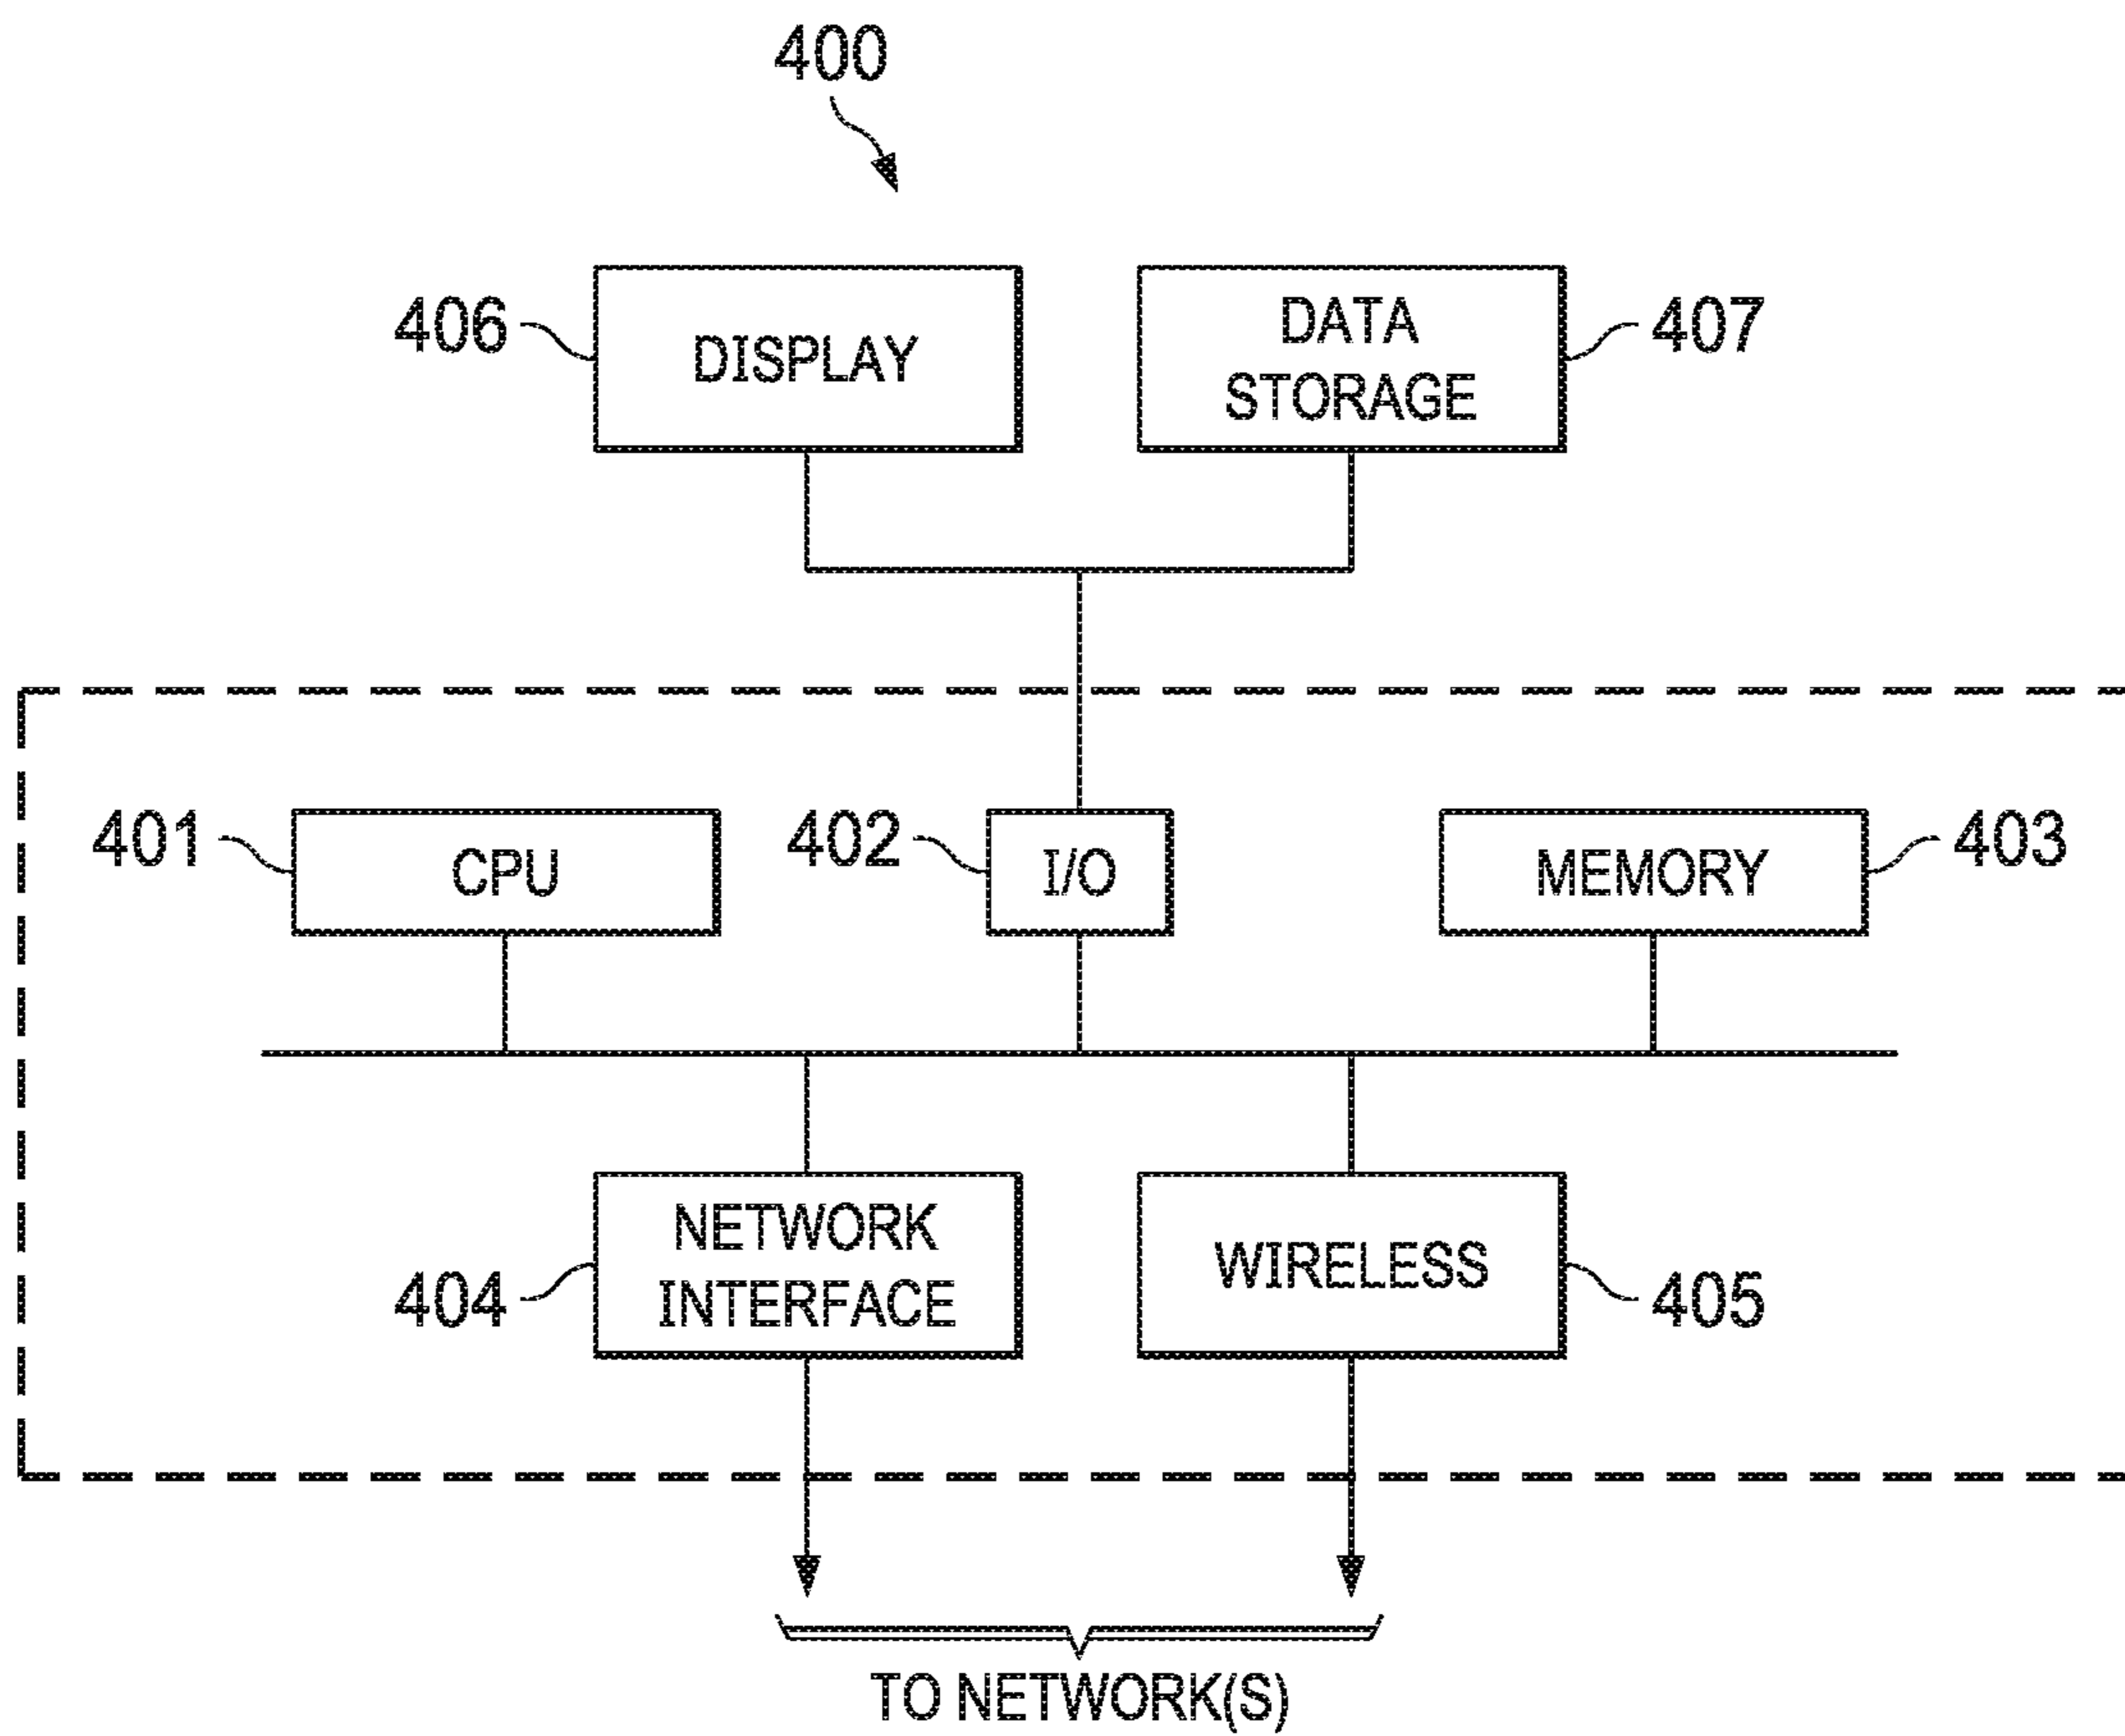 400
406
DISPLAY
DATA
STORAGE
407
401
CPU
402
I/O
MEMORY
403
404
NETWORK
INTERFACE
WIRELESS
405
TO NETWORK(S)